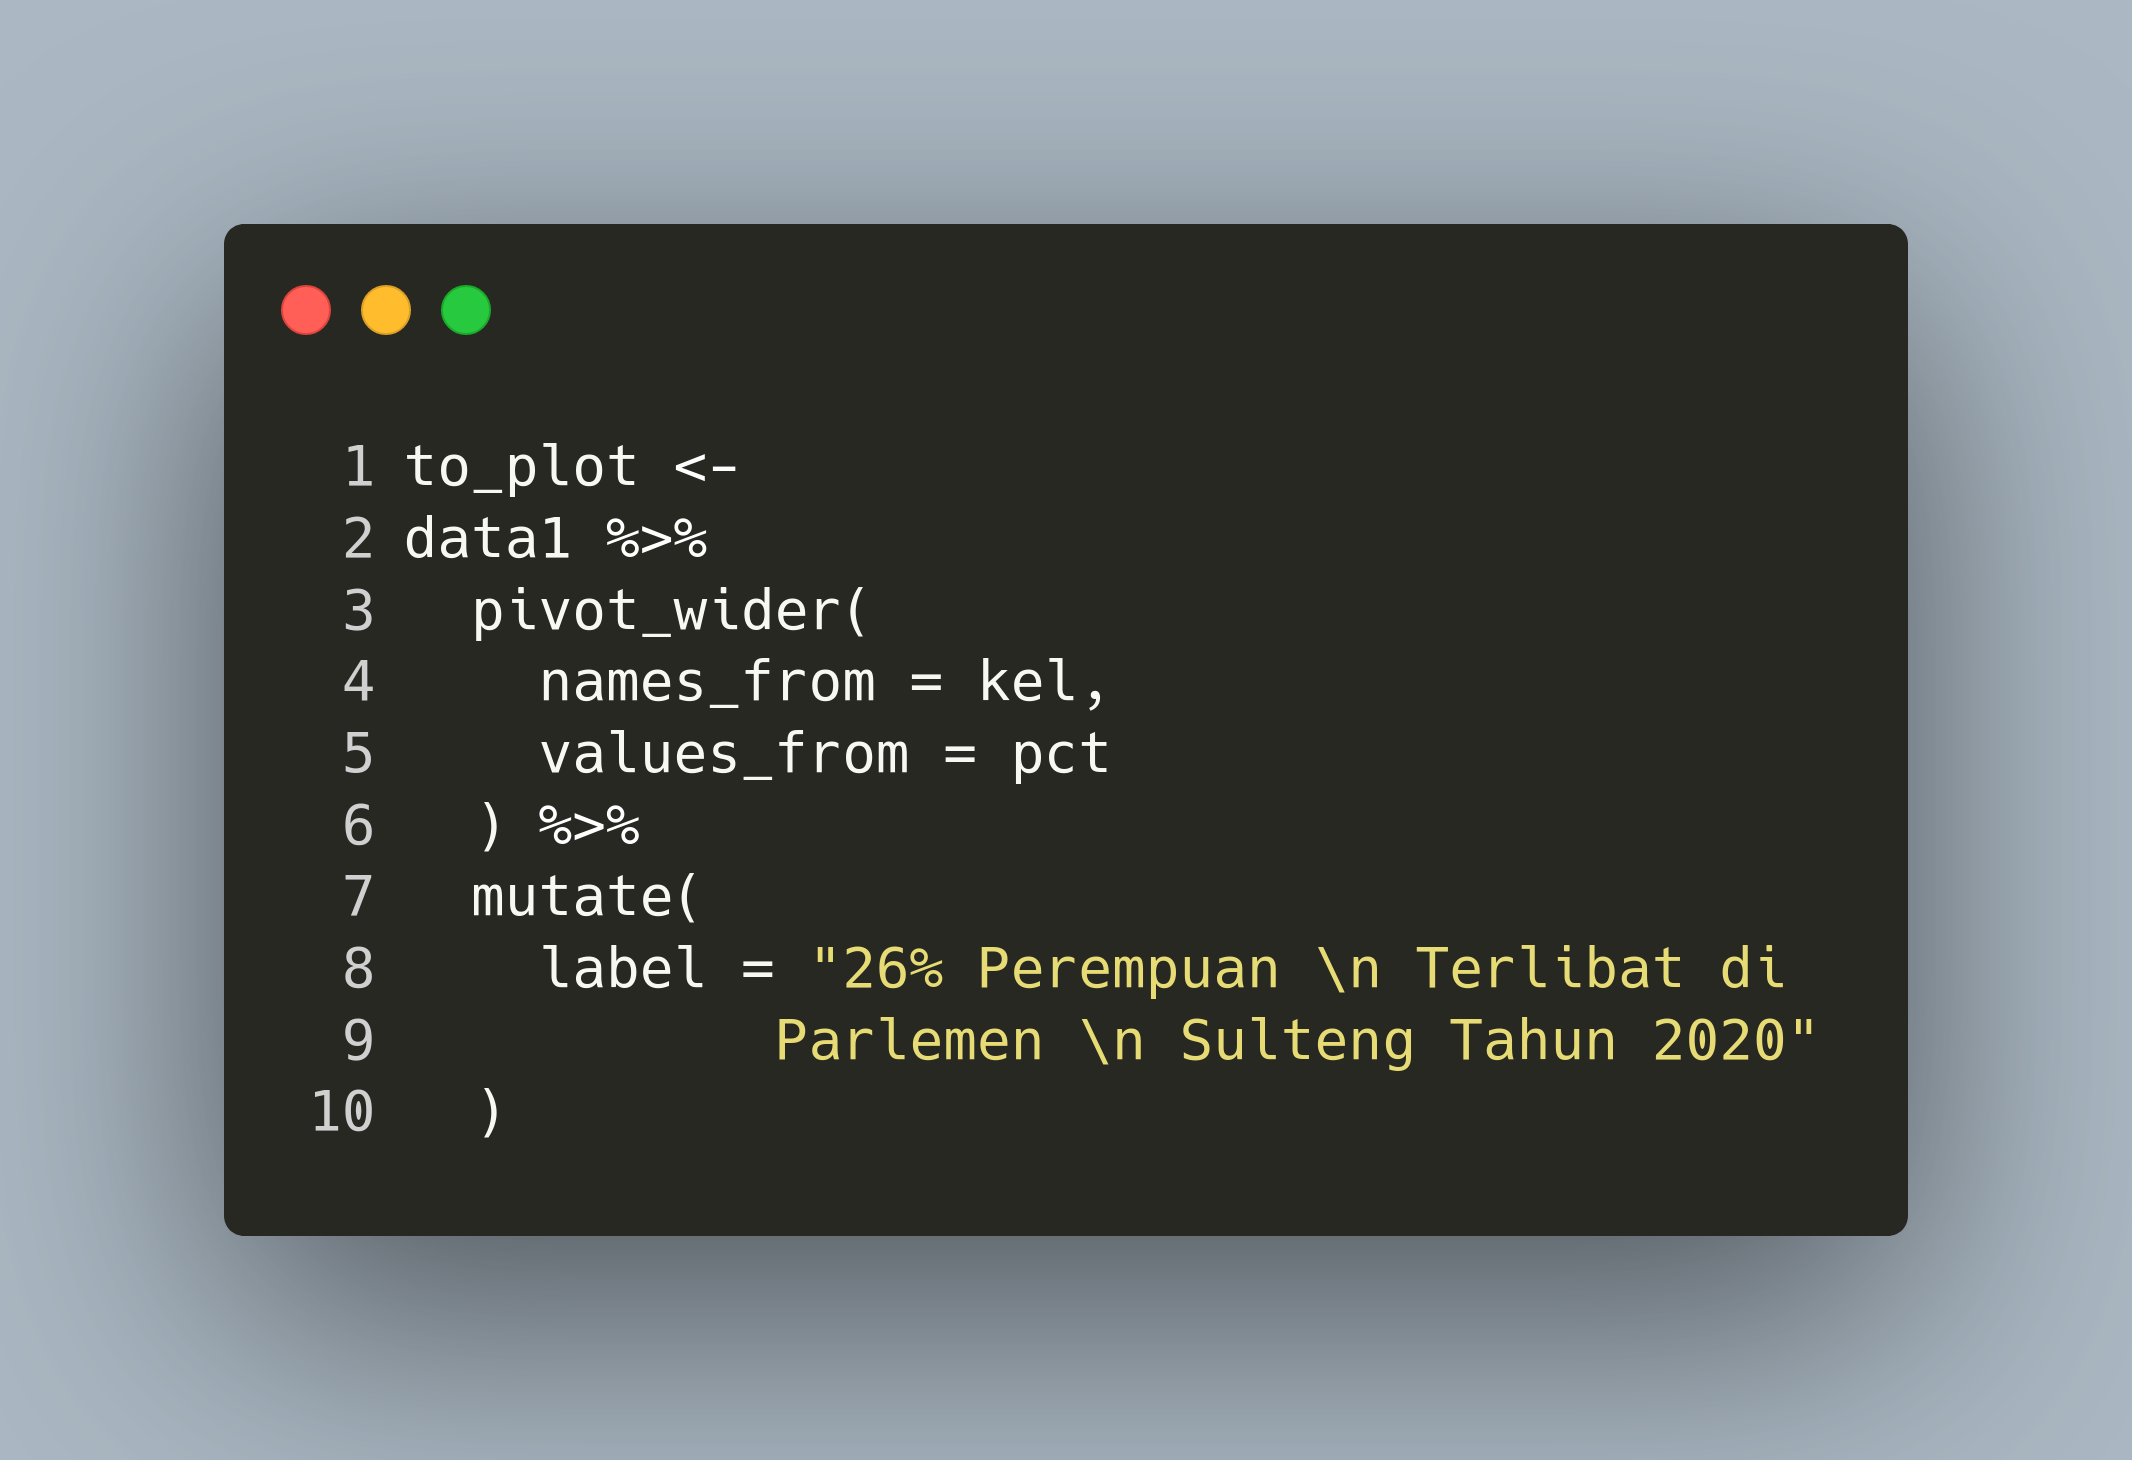 1 to_plot <-
2 data1 %>%
3   pivot_wider(
4     names_from = kel,
5     values_from = pct
6   ) %>%
7   mutate(
8     label = "26% Perempuan \n Terlibat di
9            Parlemen \n Sulteng Tahun 2020"
10   )